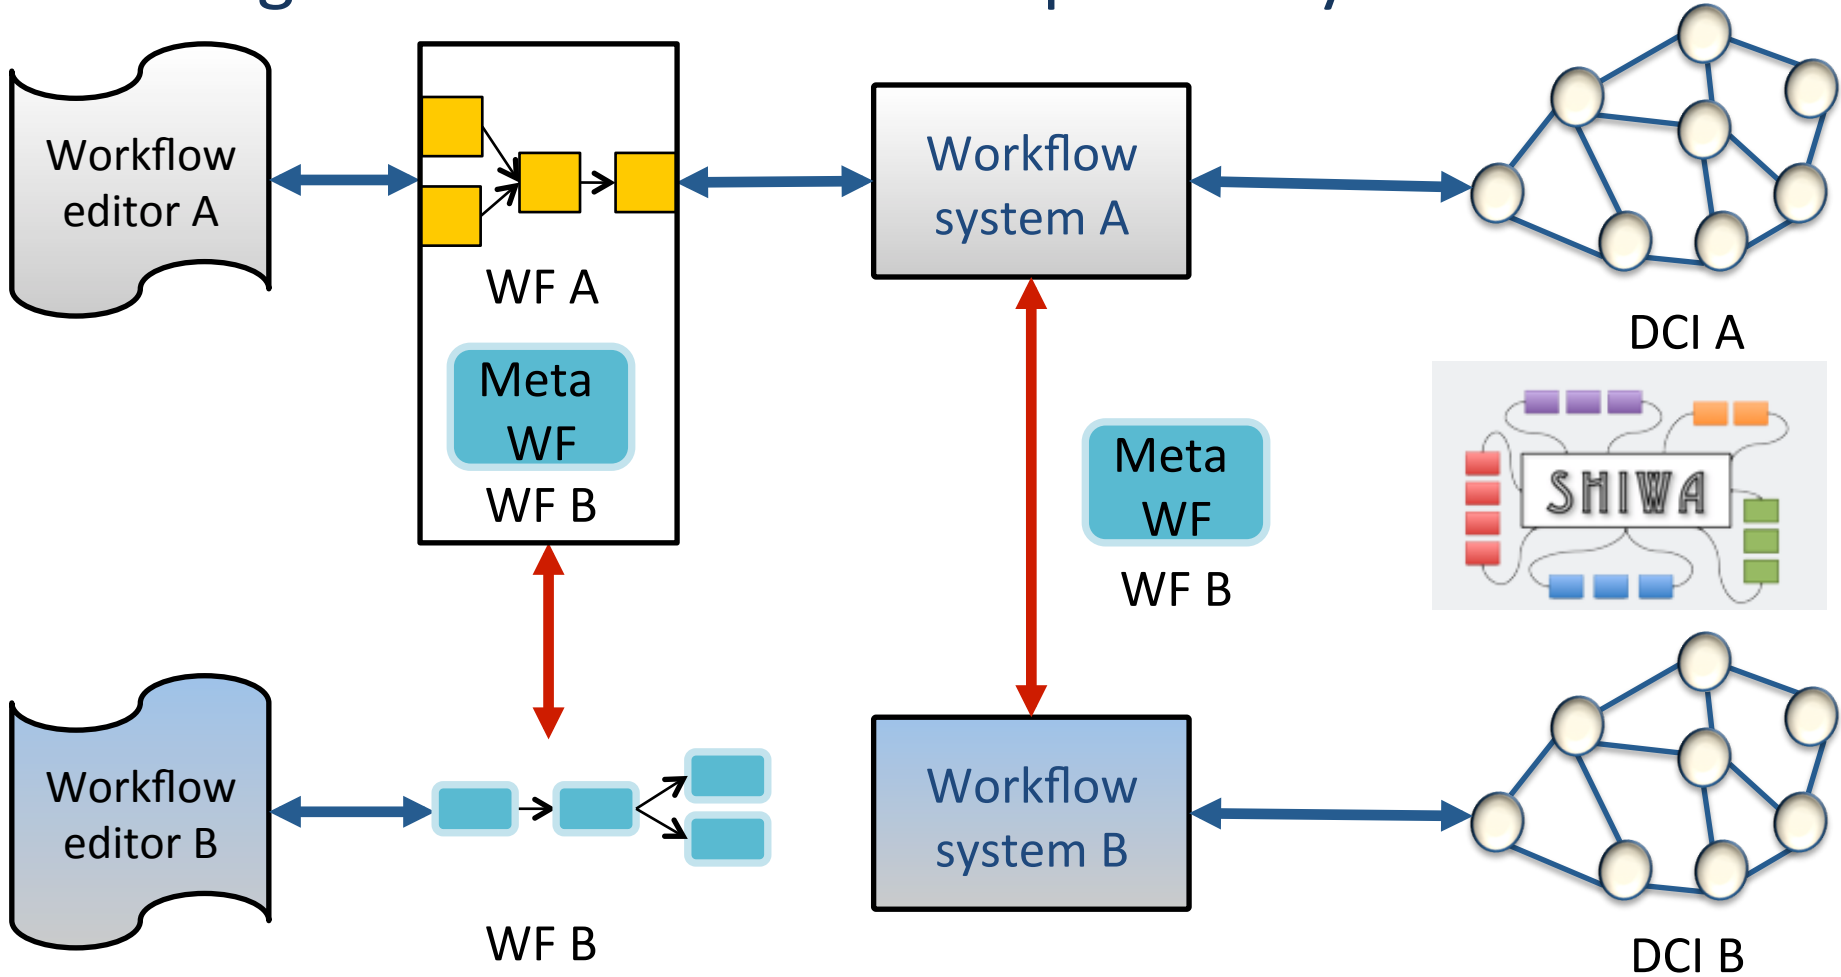 Workflow
editor A
WF A
Meta
WF
WF B
Workflow
system A
DCI A
Meta
WF
WF B
SHIWA
Workflow
editor B
WF B
Workflow
system B
DCI B